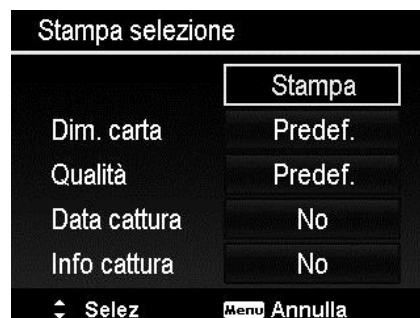 Stampa selezione
Stampa
Dim. carta Predef.
Qualità Predef.
Data cattura No
Info cattura No
Selez Menu Annulla